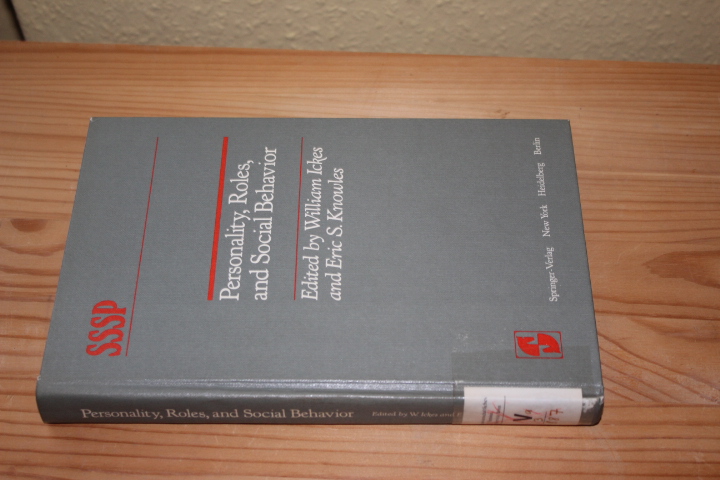 SSSP
Personality, Roles,
and Social Behavior
Edited by William Ickes
and Eric S. Knowles
Springer-Verlag New York Heidelberg Berlin
Personality, Roles, and Social Behavior
Edited by W. Ickes and